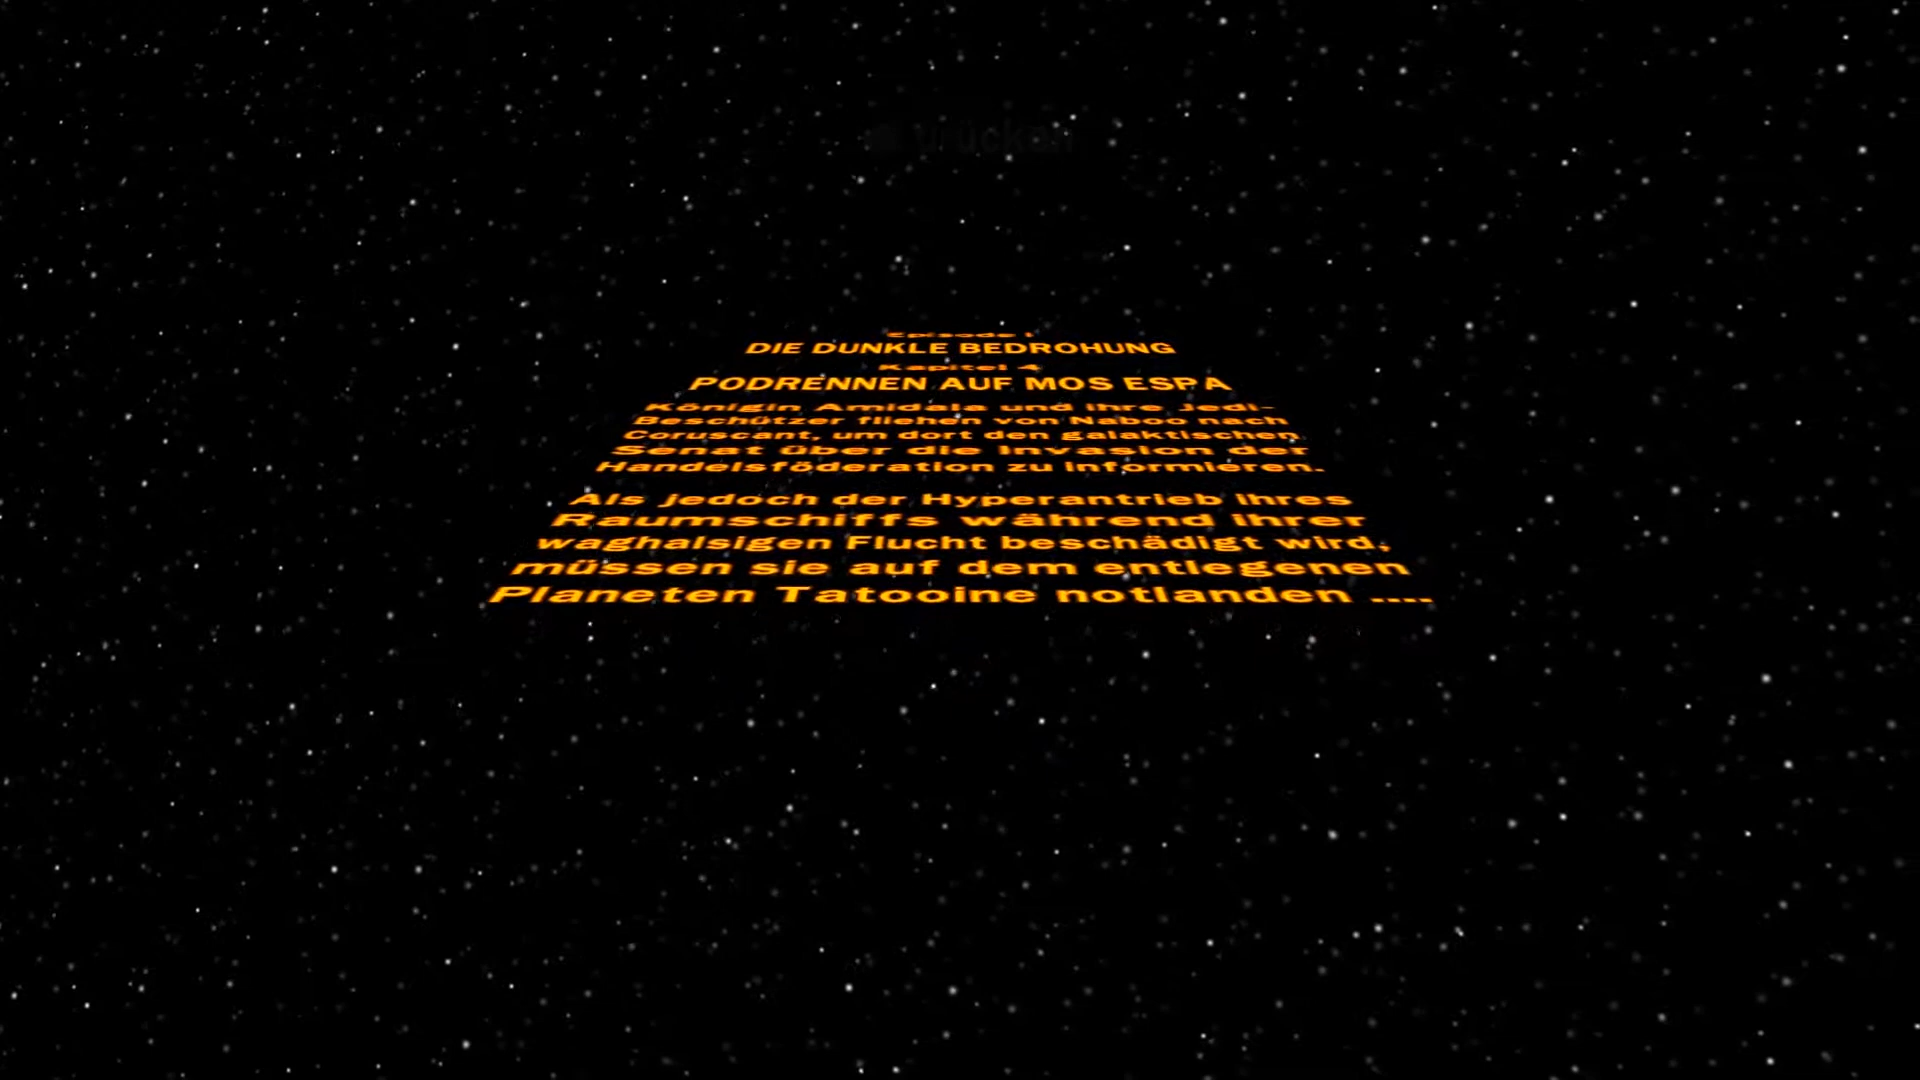 Episode I
DIE DUNKLE BEDROHUNG
Kapitel 4
PODRENNEN AUF MOS ESPA
Königin Amidala und ihre Jedi-
Beschützer fliehen von Naboo nach
Coruscant, um dort den galaktischen
Senat über die Invasion der
Handelsföderation zu informieren.
Als jedoch der Hyperantrieb ihres
Raumschiffs während ihrer
waghalsigen Flucht beschädigt wird,
müssen sie auf dem entlegenen
Planeten Tatooine notlanden ....